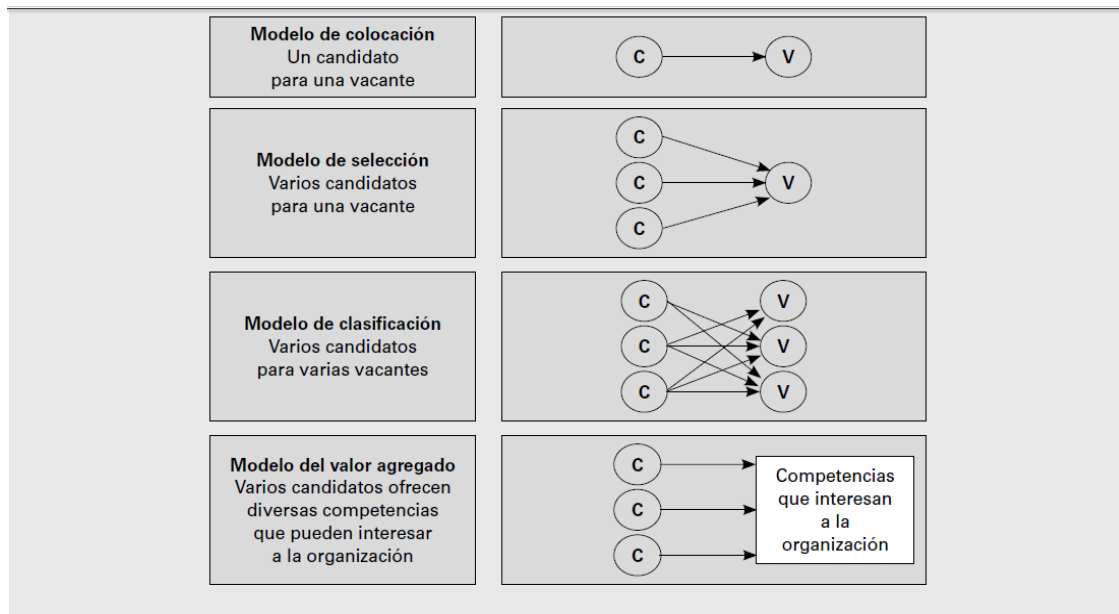 Modelo de colocación
Un candidato
para una vacante
C
V
Modelo de selección
Varios candidatos
para una vacante
C
C
V
C
Modelo de clasificación
Varios candidatos
para varias vacantes
C
V
C
V
C
V
Modelo del valor agregado
Varios candidatos ofrecen
diversas competencias
que pueden interesar
a la organización
C
C
C
Competencias
que interesan
a la
organización